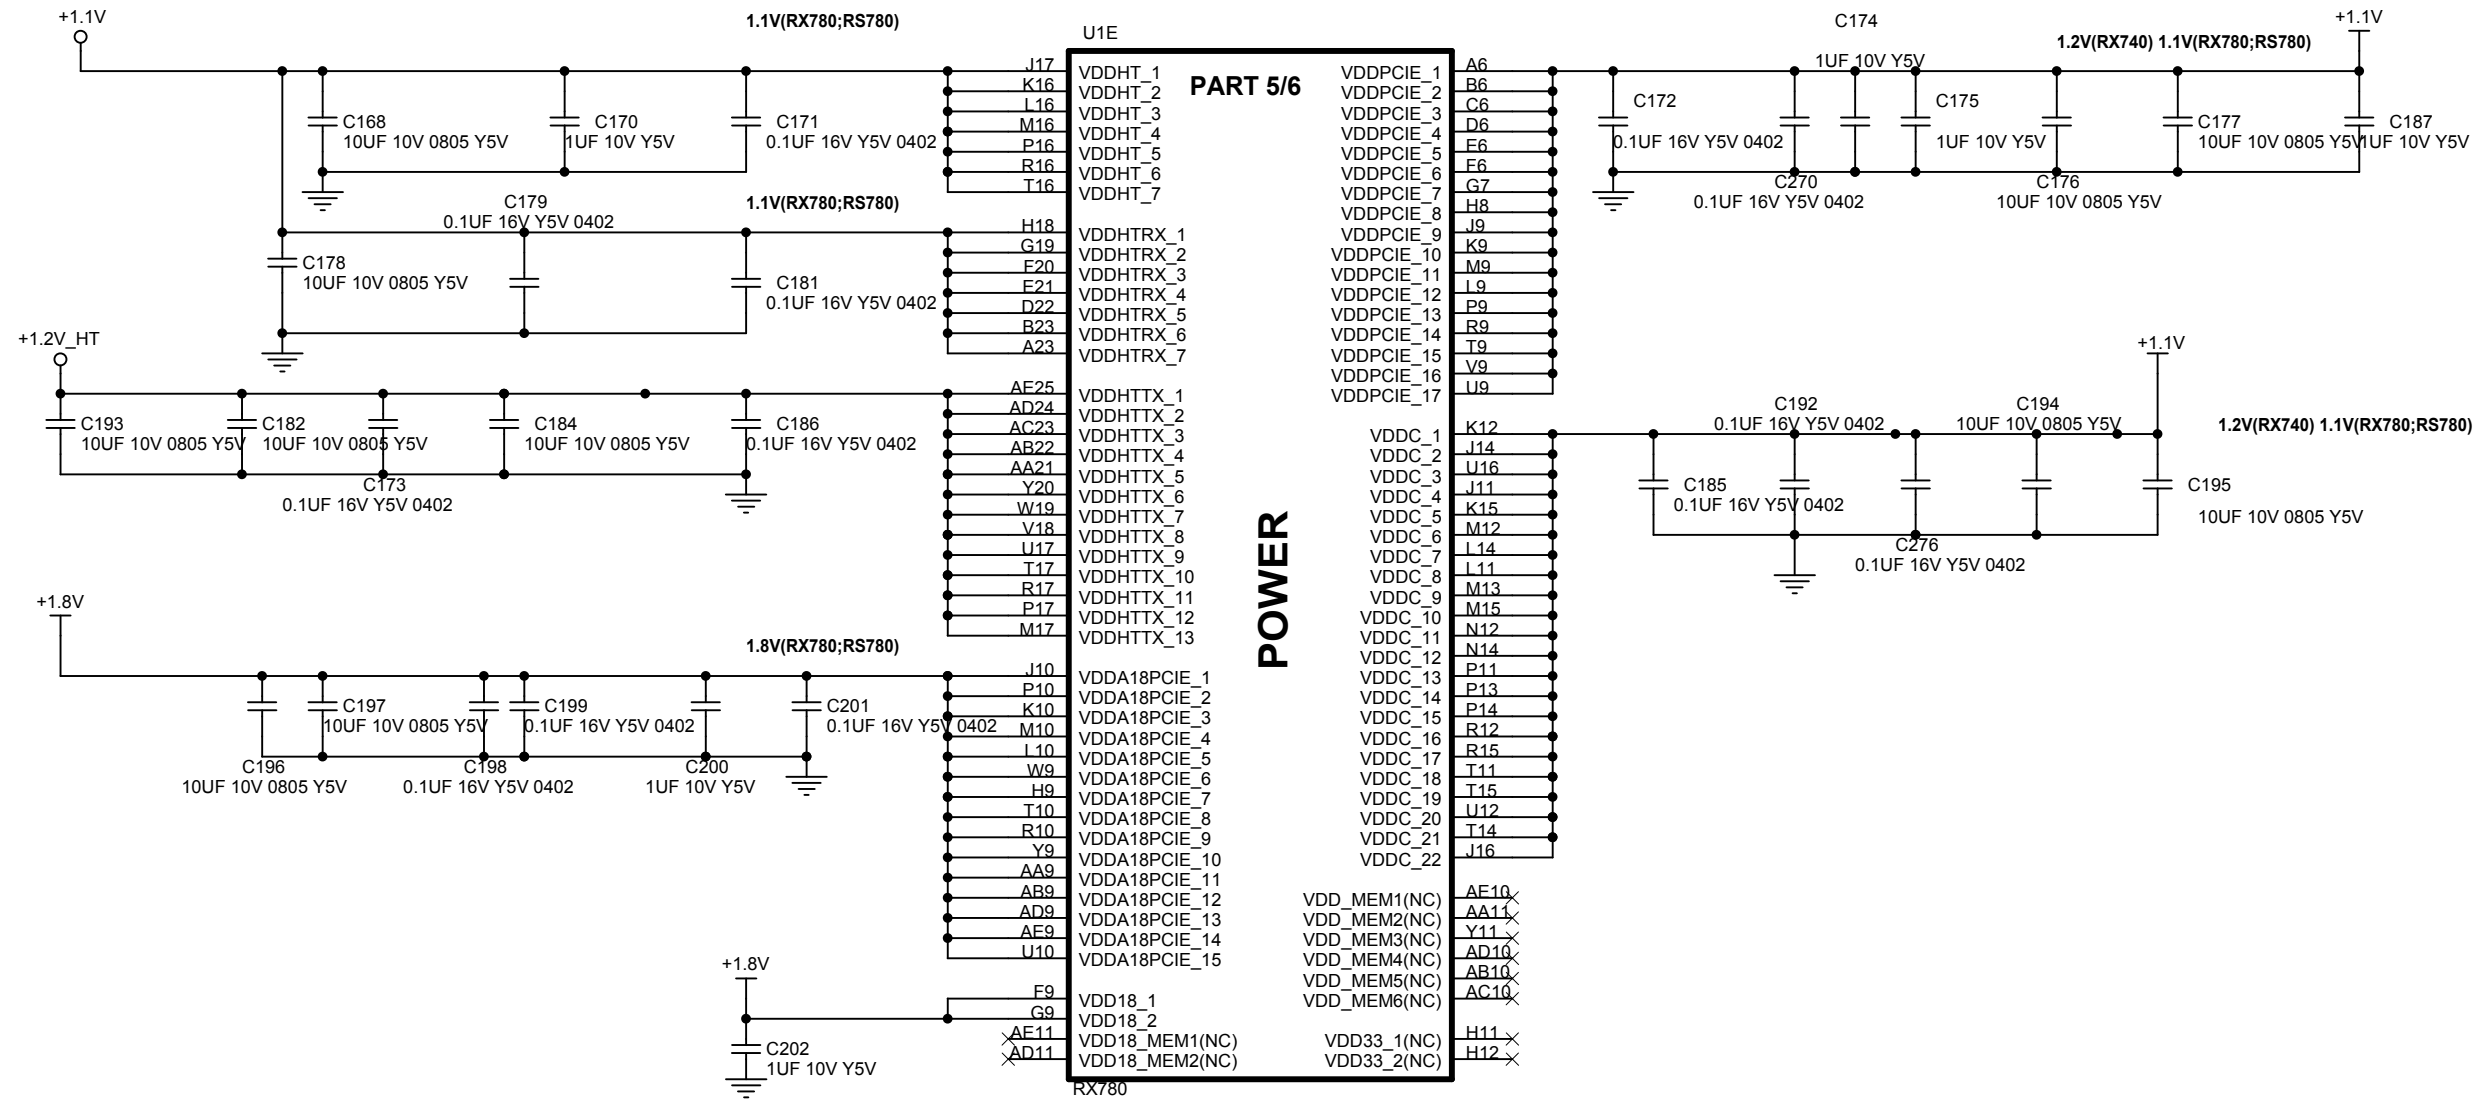 +1.1V
1.1V(RX780;RS780)
C168
10UF 10V 0805 Y5V
C170
1UF 10V Y5V
C171
0.1UF 16V Y5V 0402
C179
0.1UF 16V Y5V 0402
1.1V(RX780;RS780)
C178
10UF 10V 0805 Y5V
C181
0.1UF 16V Y5V 0402
+1.2V_HT
C193
10UF 10V 0805 Y5V
C182
10UF 10V 0805 Y5V
C184
10UF 10V 0805 Y5V
C186
0.1UF 16V Y5V 0402
C173
0.1UF 16V Y5V 0402
+1.8V
1.8V(RX780;RS780)
C197
10UF 10V 0805 Y5V
C199
0.1UF 16V Y5V 0402
C201
0.1UF 16V Y5V 0402
C196
10UF 10V 0805 Y5V
C198
0.1UF 16V Y5V 0402
C200
1UF 10V Y5V
+1.8V
C202
1UF 10V Y5V
U1E
PART 5/6
POWER
J17 VDDHT_1
K16 VDDHT_2
L16 VDDHT_3
M16 VDDHT_4
P16 VDDHT_5
R16 VDDHT_6
T16 VDDHT_7
H18 VDDHTRX_1
G19 VDDHTRX_2
F20 VDDHTRX_3
E21 VDDHTRX_4
D22 VDDHTRX_5
B23 VDDHTRX_6
A23 VDDHTRX_7
AE25 VDDHTTX_1
AD24 VDDHTTX_2
AC23 VDDHTTX_3
AB22 VDDHTTX_4
AA21 VDDHTTX_5
Y20 VDDHTTX_6
W19 VDDHTTX_7
V18 VDDHTTX_8
U17 VDDHTTX_9
T17 VDDHTTX_10
R17 VDDHTTX_11
P17 VDDHTTX_12
M17 VDDHTTX_13
J10 VDDA18PCIE_1
P10 VDDA18PCIE_2
K10 VDDA18PCIE_3
M10 VDDA18PCIE_4
L10 VDDA18PCIE_5
W9 VDDA18PCIE_6
H9 VDDA18PCIE_7
T10 VDDA18PCIE_8
R10 VDDA18PCIE_9
Y9 VDDA18PCIE_10
AA9 VDDA18PCIE_11
AB9 VDDA18PCIE_12
AD9 VDDA18PCIE_13
AE9 VDDA18PCIE_14
U10 VDDA18PCIE_15
F9 VDD18_1
G9 VDD18_2
AE11 VDD18_MEM1(NC)
AD11 VDD18_MEM2(NC)
VDDPCIE_1 A6
VDDPCIE_2 B6
VDDPCIE_3 C6
VDDPCIE_4 D6
VDDPCIE_5 E6
VDDPCIE_6 F6
VDDPCIE_7 G7
VDDPCIE_8 H8
VDDPCIE_9 J9
VDDPCIE_10 K9
VDDPCIE_11 M9
VDDPCIE_12 L9
VDDPCIE_13 P9
VDDPCIE_14 R9
VDDPCIE_15 T9
VDDPCIE_16 V9
VDDPCIE_17 U9
VDDC_1 K12
VDDC_2 J14
VDDC_3 U16
VDDC_4 J11
VDDC_5 K15
VDDC_6 M12
VDDC_7 L14
VDDC_8 L11
VDDC_9 M13
VDDC_10 M15
VDDC_11 N12
VDDC_12 N14
VDDC_13 P11
VDDC_14 P13
VDDC_15 P14
VDDC_16 R12
VDDC_17 R15
VDDC_18 T11
VDDC_19 T15
VDDC_20 U12
VDDC_21 T14
VDDC_22 J16
VDD_MEM1(NC) AE10
VDD_MEM2(NC) AA11
VDD_MEM3(NC) Y11
VDD_MEM4(NC) AD10
VDD_MEM5(NC) AB10
VDD_MEM6(NC) AC10
VDD33_1(NC) H11
VDD33_2(NC) H12
RX780
C174
1UF 10V Y5V
1.2V(RX740) 1.1V(RX780;RS780)
+1.1V
C172
0.1UF 16V Y5V 0402
C175
1UF 10V Y5V
C177
10UF 10V 0805 Y5V
C187
1UF 10V Y5V
C270
0.1UF 16V Y5V 0402
C176
10UF 10V 0805 Y5V
+1.1V
C192
0.1UF 16V Y5V 0402
C194
10UF 10V 0805 Y5V
1.2V(RX740) 1.1V(RX780;RS780)
C185
0.1UF 16V Y5V 0402
C195
10UF 10V 0805 Y5V
C276
0.1UF 16V Y5V 0402